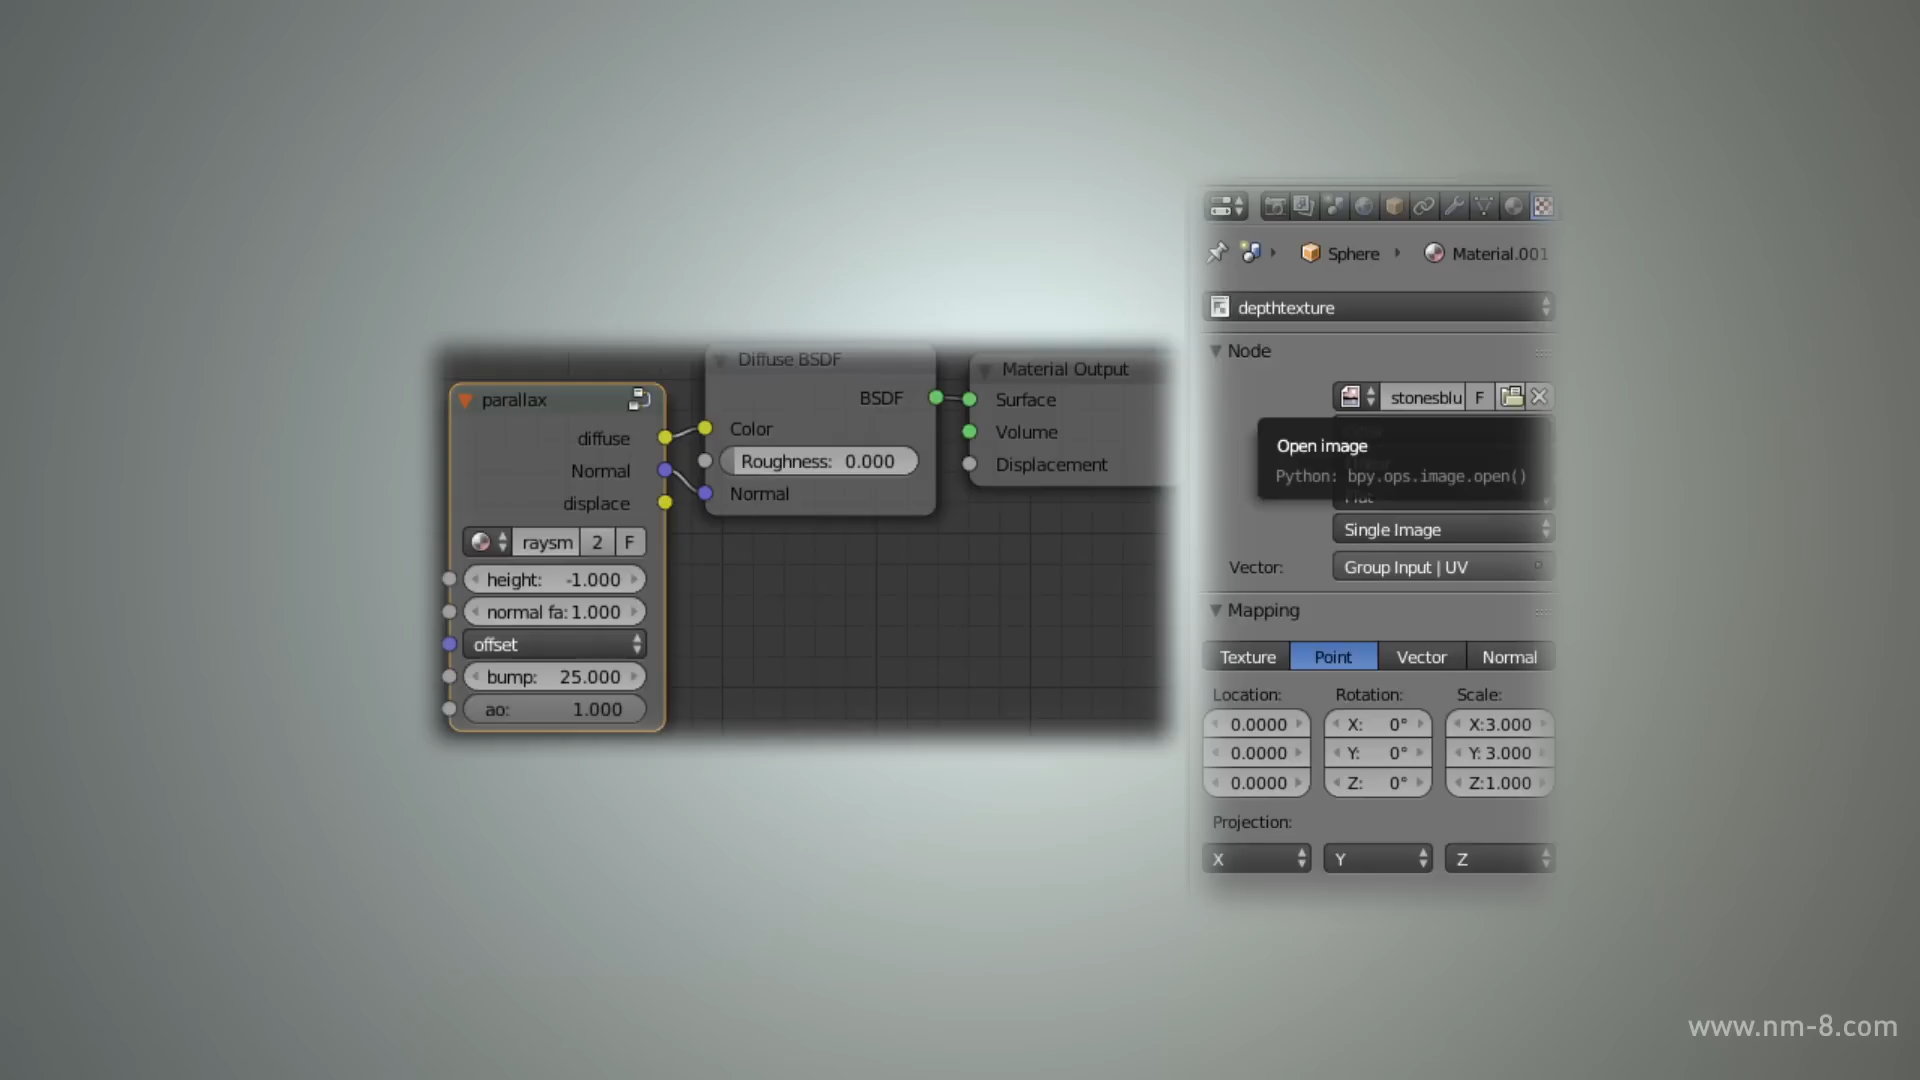 parallax
diffuse
Normal
displace
raysm 2 F
height: -1.000
normal fa: 1.000
offset
bump: 25.000
ao: 1.000
Diffuse BSDF
BSDF
Color
Roughness: 0.000
Normal
Material Output
Surface
Volume
Displacement
Sphere Material.001
depthtexture
Node
stonesblu F
Open image
Python: bpy.ops.image.open()
Flat
Single Image
Vector: Group Input | UV
Mapping
Texture Point Vector Normal
Location: Rotation: Scale:
0.0000 X: 0° X: 3.000
0.0000 Y: 0° Y: 3.000
0.0000 Z: 0° Z: 1.000
Projection:
X Y Z
www.nm-8.com